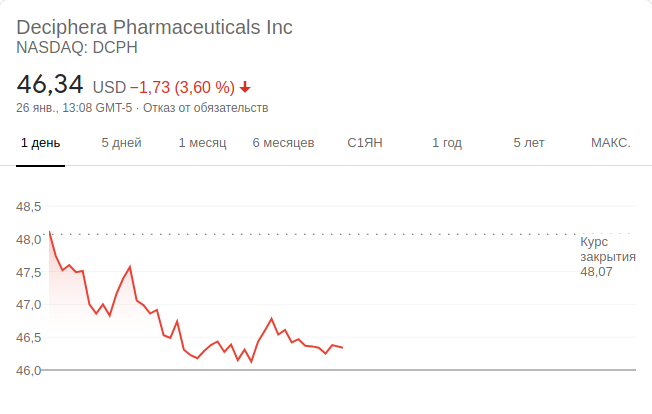 Deciphera Pharmaceuticals Inc
NASDAQ: DCPH
46,34 USD −1,73 (3,60 %)
26 янв., 13:08 GMT-5 · Отказ от обязательств
1 день 5 дней 1 месяц 6 месяцев С1ЯН 1 год 5 лет МАКС.
48,5
48,0
47,5
47,0
46,5
46,0
Курс
закрытия
48,07